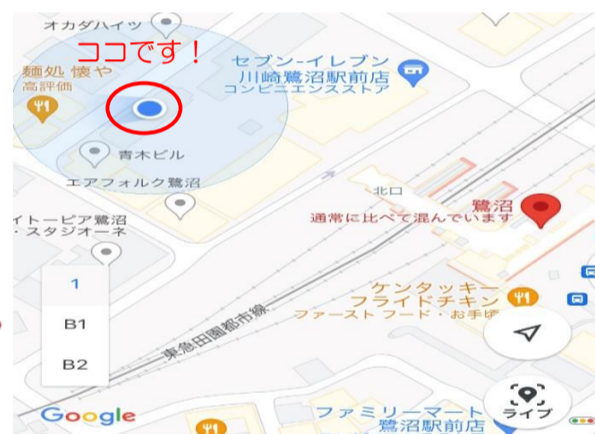 オカダハイツ
ココです！
麺処 懐や
高評価
セブン-イレブン
川崎鷺沼駅前店
コンビニエンスストア
青木ビル
エアフォルク鷺沼
北口
鷺沼
通常に比べて混んでいます
イトーピア鷺沼
・スタジオーネ
1
B1
B2
ケンタッキー
フライドチキン
ファーストフード・お手頃
東急田園都市線
Google
ファミリーマート
鷺沼駅前店
ライブ